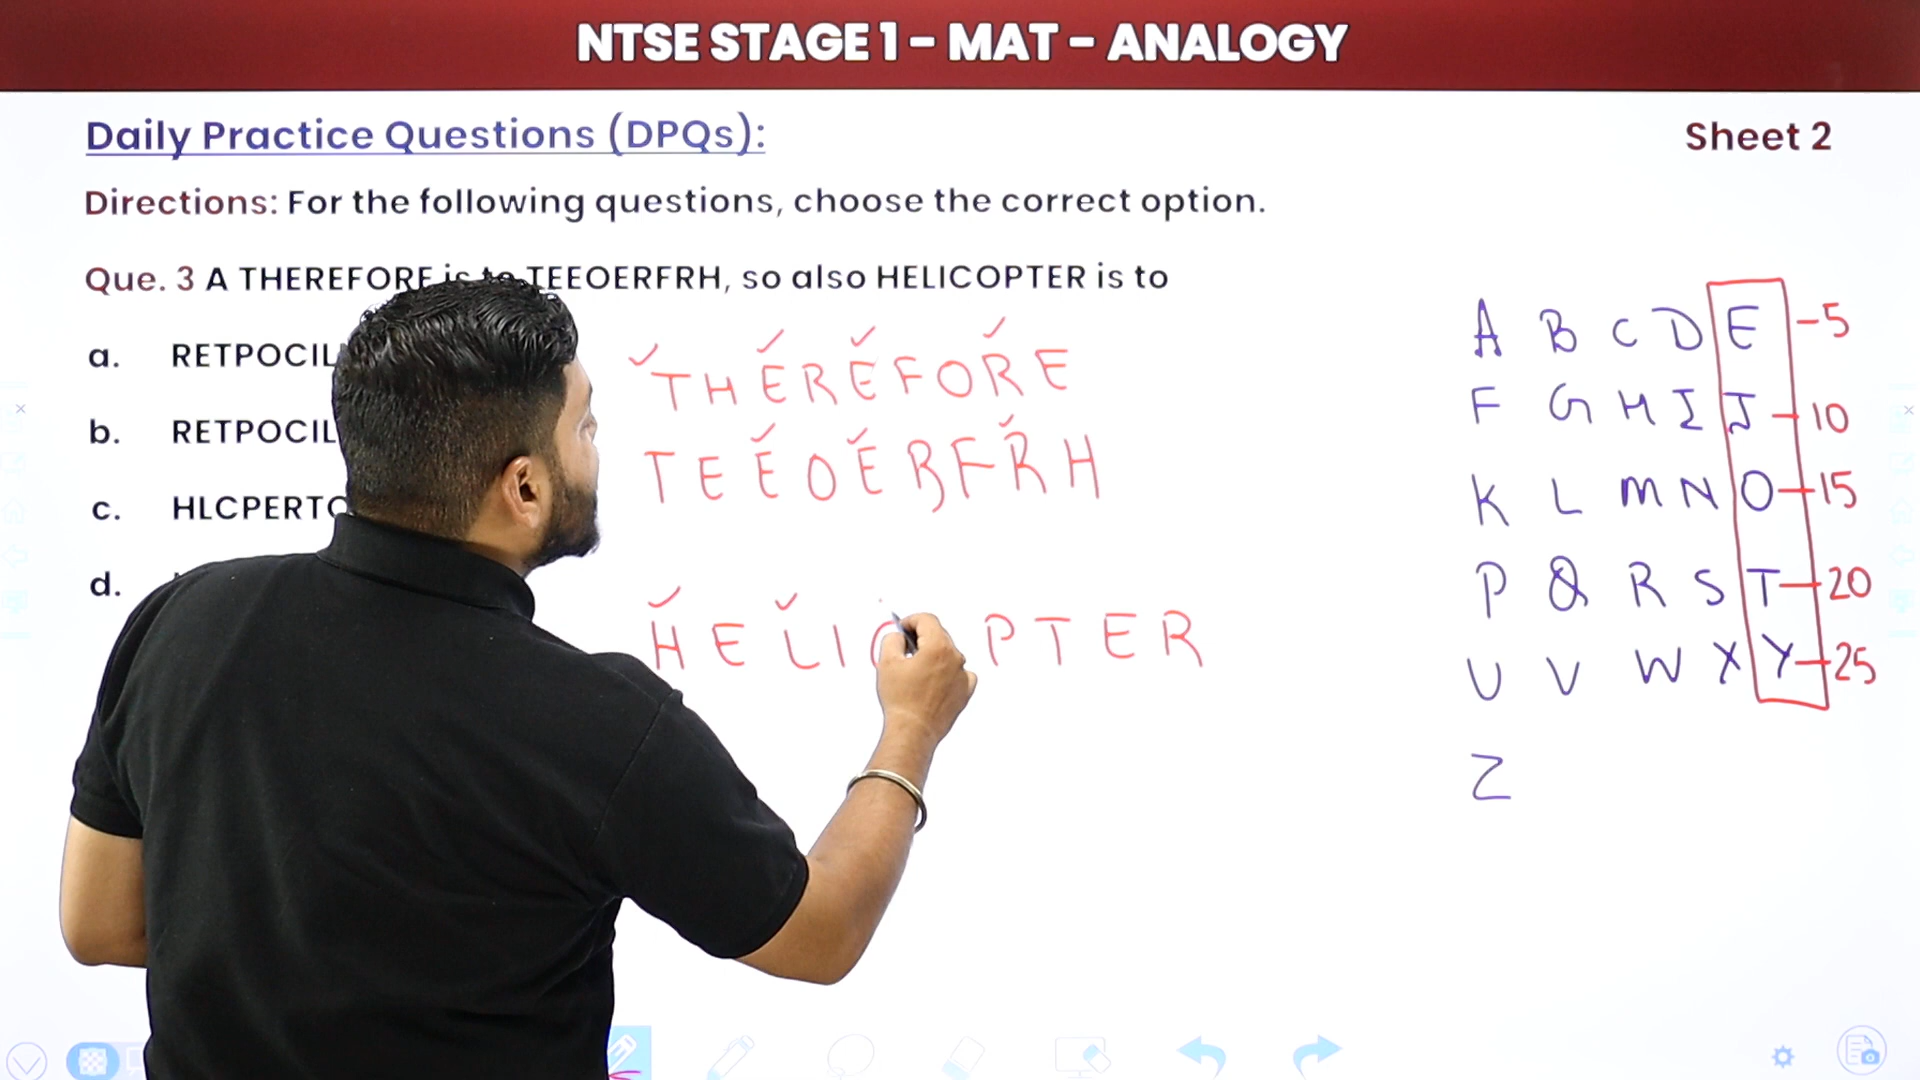 NTSE STAGE 1 - MAT - ANALOGY
Daily Practice Questions (DPQs):
Sheet 2
Directions: For the following questions, choose the correct option.
Que. 3 A THEREFORE is to TEEOERFRH, so also HELICOPTER is to
a. RETPOCIL
b. RETPOCIL
c. HLCPERTO
d.
THEREFORE
TEEOERFRH
HELIC PTER
A B C D E -5
F G H I J - 10
K L M N O - 15
P Q R S T - 20
U V W X Y - 25
Z